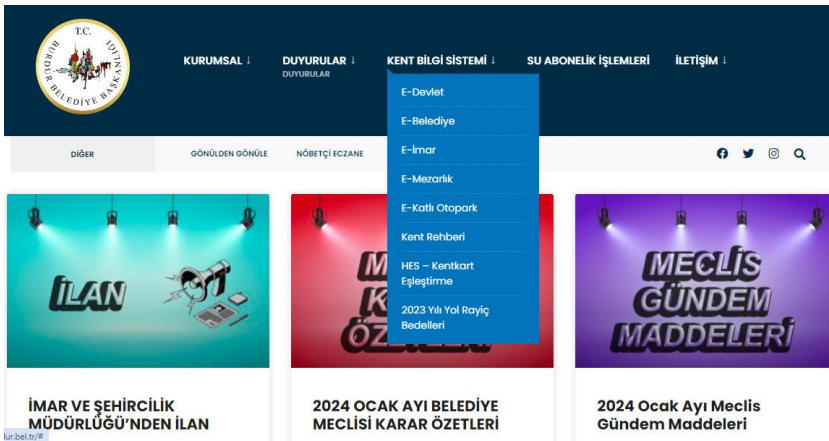 T.C.
BURDUR BELEDİYE BAŞKANLIĞI
KURUMSAL ↓
DUYURULAR ↓
DUYURULAR
KENT BİLGİ SİSTEMİ ↓
SU ABONELİK İŞLEMLERİ
İLETİŞİM ↓
E-Devlet
E-Belediye
E-İmar
E-Mezarlık
E-Katlı Otopark
Kent Rehberi
HES – Kentkart
Eşleştirme
2023 Yılı Yol Rayiç
Bedelleri
DİĞER
GÖNÜLDEN GÖNÜLE
NÖBETÇİ ECZANE
İLAN
MECLİS
GÜNDEM
MADDELERİ
İMAR VE ŞEHİRCİLİK
MÜDÜRLÜĞÜ'NDEN İLAN
2024 OCAK AYI BELEDİYE
MECLİSİ KARAR ÖZETLERİ
2024 Ocak Ayı Meclis
Gündem Maddeleri
lur.bel.tr/#